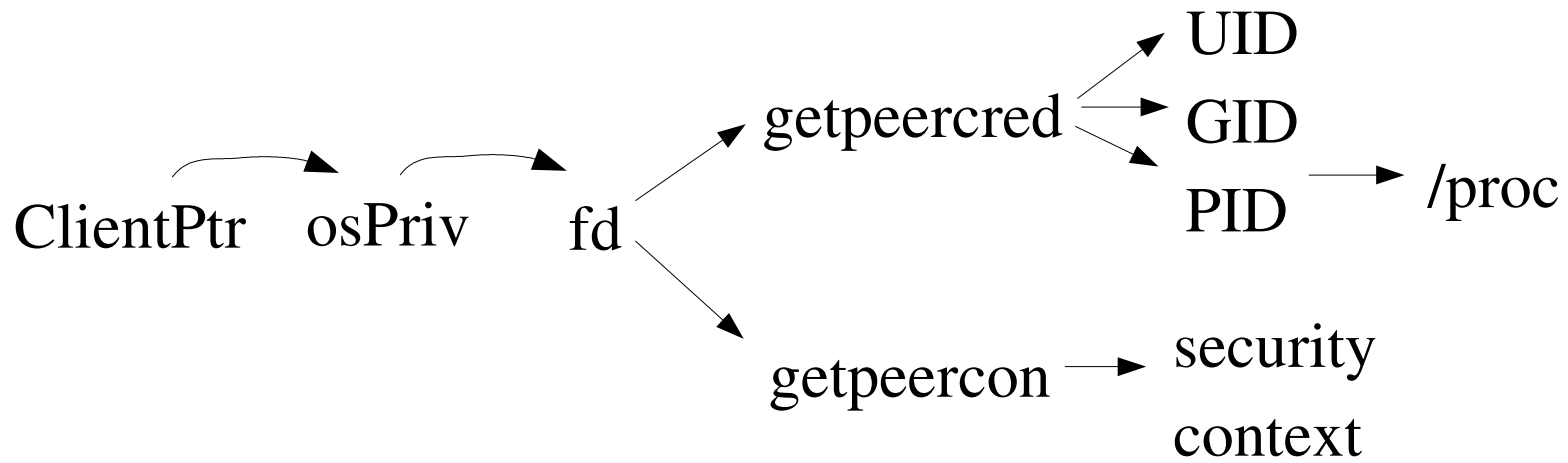 ClientPtr
osPriv
fd
getpeercred
UID
GID
PID
/proc
getpeercon
security
context